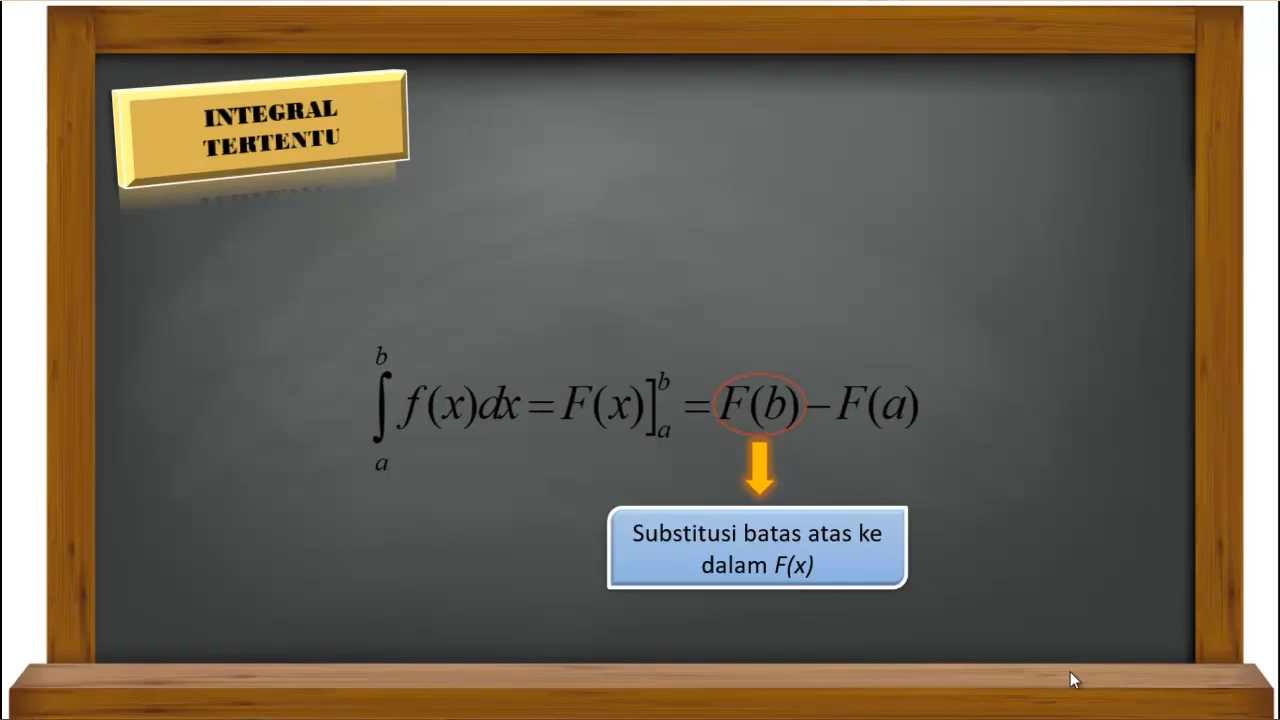 INTEGRAL
TERTENTU
∫_a^b f(x)dx = F(x)]_a^b = F(b) − F(a)
Substitusi batas atas ke
dalam F(x)